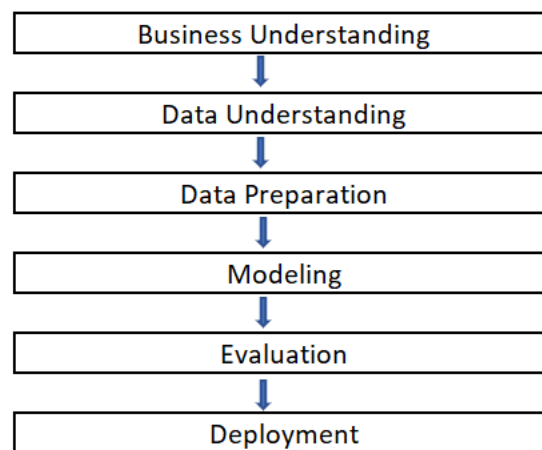 Business Understanding
Data Understanding
Data Preparation
Modeling
Evaluation
Deployment